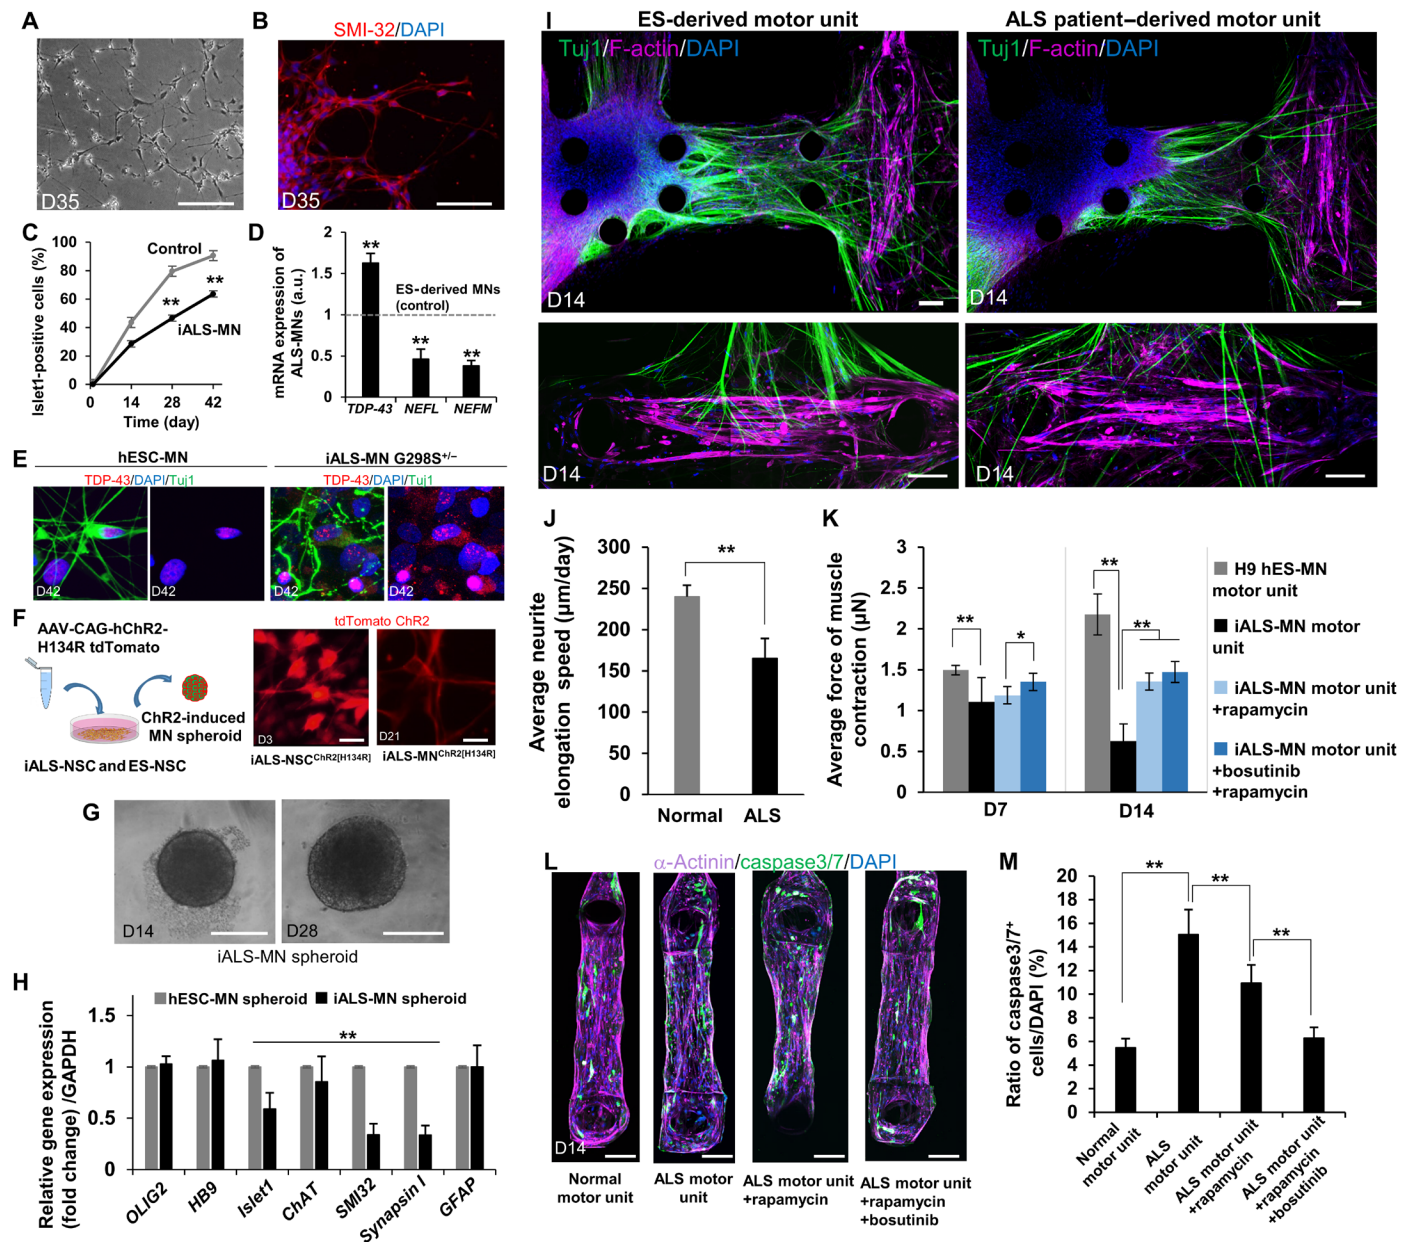 A
SMI-32/DAPI
D35
B
D35
C
Islet1-positive cells (%)
100
80
60
40
20
0
Control
**
**
iALS-MN
0
14
28
42
Time (day)
D
mRNA expression of
ALS-MNs (a.u.)
2
1.5
1
0.5
0
**
ES-derived MNs
(control)
**
**
TDP-43
NEFL
NEFM
E
hESC-MN
iALS-MN G298S+/–
TDP-43/DAPI/Tuj1
TDP-43/DAPI/Tuj1
D42
D42
D42
D42
F
AAV-CAG-hChR2-
H134R tdTomato
ChR2-induced
MN spheroid
iALS-NSC and ES-NSC
tdTomato ChR2
D3
D21
iALS-NSCChR2[H134R]
iALS-MNChR2[H134R]
G
D14
D28
iALS-MN spheroid
H
Relative gene expression
(fold change) /GAPDH
1.5
1
0.5
0
hESC-MN spheroid
iALS-MN spheroid
**
OLIG2
HB9
Islet1
ChAT
SMI32
Synapsin I
GFAP
I
ES-derived motor unit
ALS patient–derived motor unit
Tuj1/F-actin/DAPI
Tuj1/F-actin/DAPI
D14
D14
D14
D14
J
Average neurite
elongation speed (µm/day)
300
250
200
150
100
50
0
**
Normal
ALS
K
Average force of muscle
contraction (µN)
3
2.5
2
1.5
1
0.5
0
**
*
**
**
D7
D14
H9 hES-MN
motor unit
iALS-MN motor
unit
iALS-MN motor unit
+rapamycin
iALS-MN motor unit
+bosutinib
+rapamycin
L
α-Actinin/caspase3/7/DAPI
D14
Normal
motor unit
ALS motor
unit
ALS motor unit
+rapamycin
ALS motor unit
+rapamycin
+bosutinib
M
Ratio of caspase3/7+
cells/DAPI (%)
20
18
16
14
12
10
8
6
4
2
0
**
**
**
Normal
motor unit
ALS
motor unit
ALS motor unit
+rapamycin
ALS motor unit
+rapamycin
+bosutinib